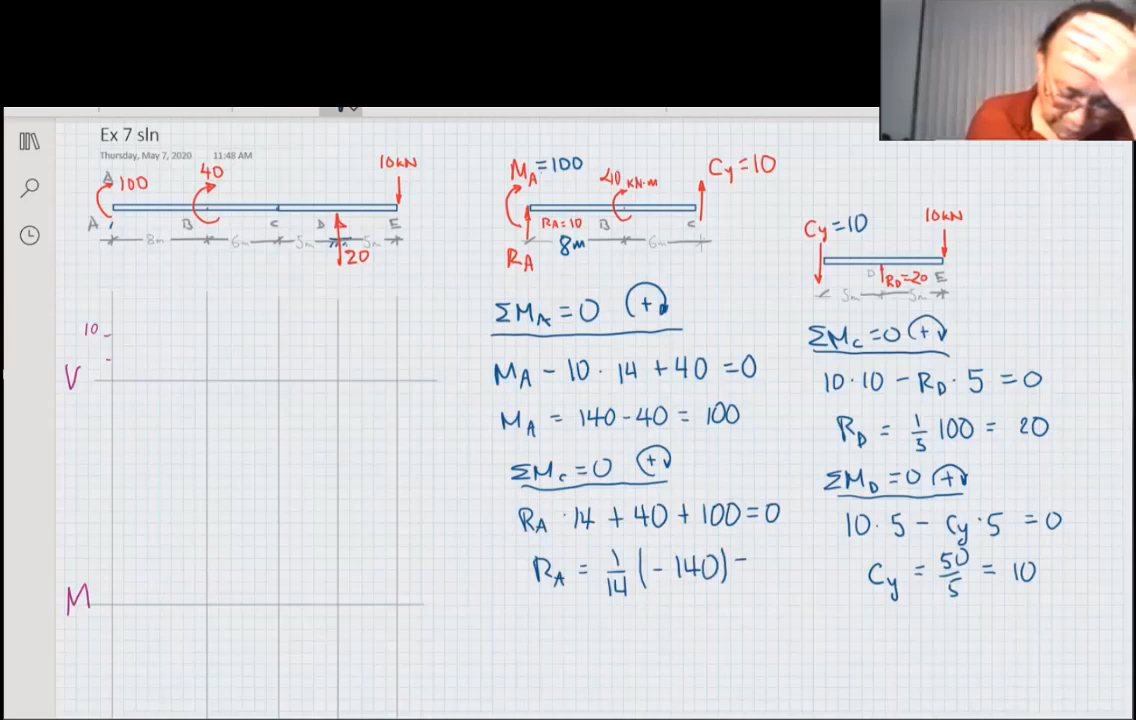 Ex 7 sln
Thursday, May 7, 2020 11:48 AM
A 100 40 10kN
A B C D E
8m 6m 5m 5m
20
10
V
M
MA=100 40 KN·m Cy=10
RA=10 B C
RA 8m 6m
Cy=10 10kN
D RD=20 E
5m 5m
ΣMA=0 (+)
MA - 10 · 14 + 40 = 0
MA = 140-40 = 100
ΣMc=0 (+)
RA · 14 + 40 + 100 = 0
RA = 1/14 (- 140) -
ΣMc=0 (+)
10·10 - RD · 5 = 0
RD = 1/5 100 = 20
ΣMD=0 (+)
10·5 - Cy·5 = 0
Cy = 50/5 = 10